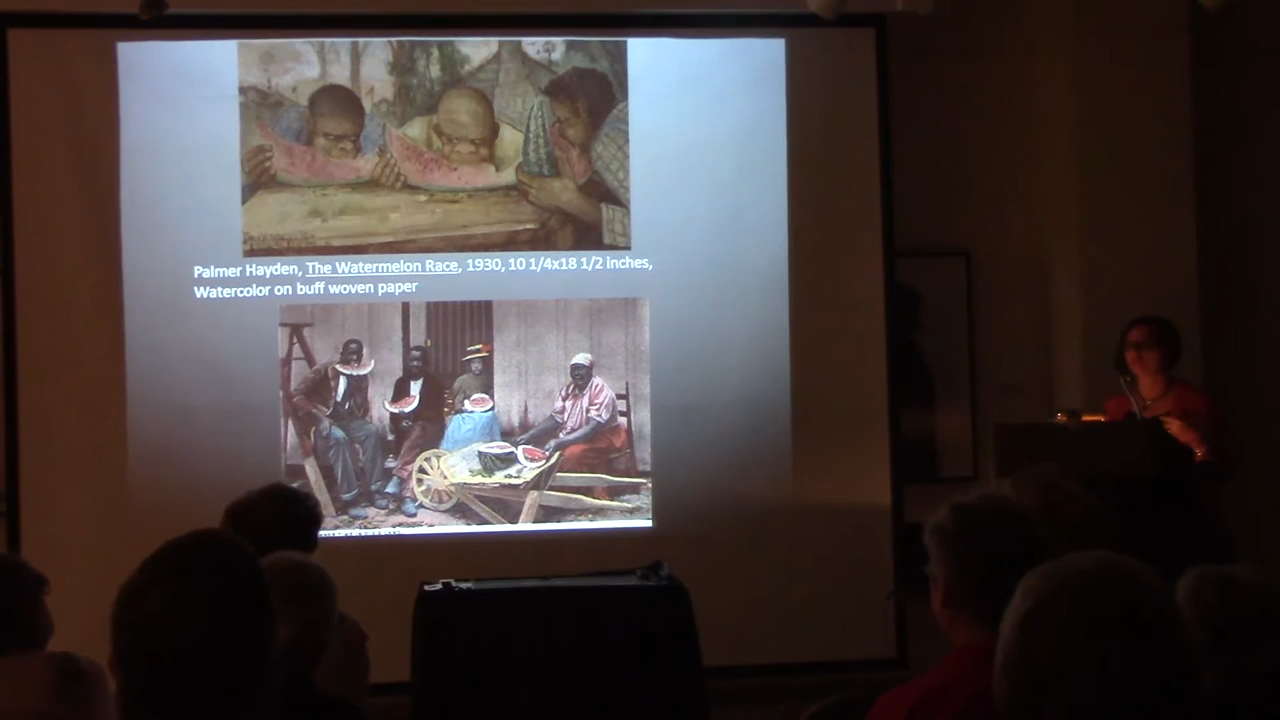 Palmer Hayden, The Watermelon Race, 1930, 10 1/4x18 1/2 inches,
Watercolor on buff woven paper